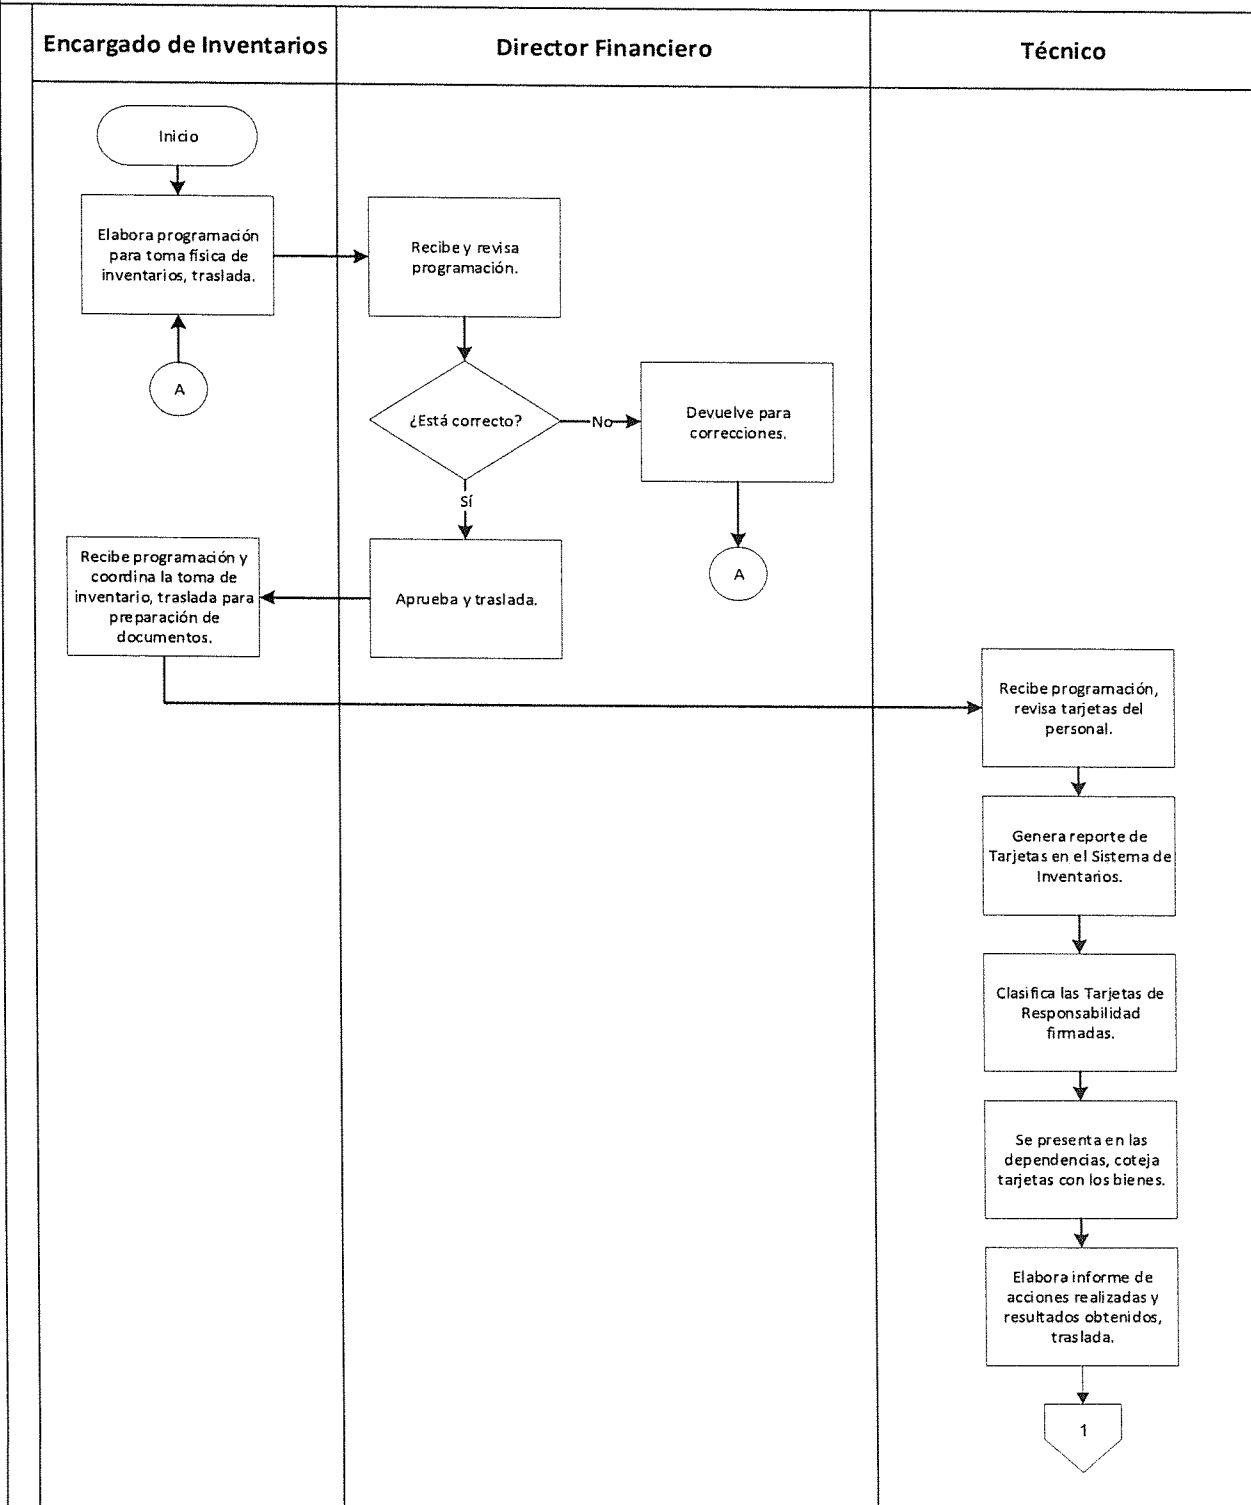 Encargado de Inventarios
Director Financiero
Técnico
Inicio
Elabora programación
para toma física de
inventarios, traslada.
Recibe y revisa
programación.
A
¿Está correcto?
No
Devuelve para
correcciones.
Sí
A
Recibe programación y
coordina la toma de
inventario, traslada para
preparación de
documentos.
Aprueba y traslada.
Recibe programación,
revisa tarjetas del
personal.
Genera reporte de
Tarjetas en el Sistema de
Inventarios.
Clasifica las Tarjetas de
Responsabilidad
firmadas.
Se presenta en las
dependencias, coteja
tarjetas con los bienes.
Elabora informe de
acciones realizadas y
resultados obtenidos,
traslada.
1